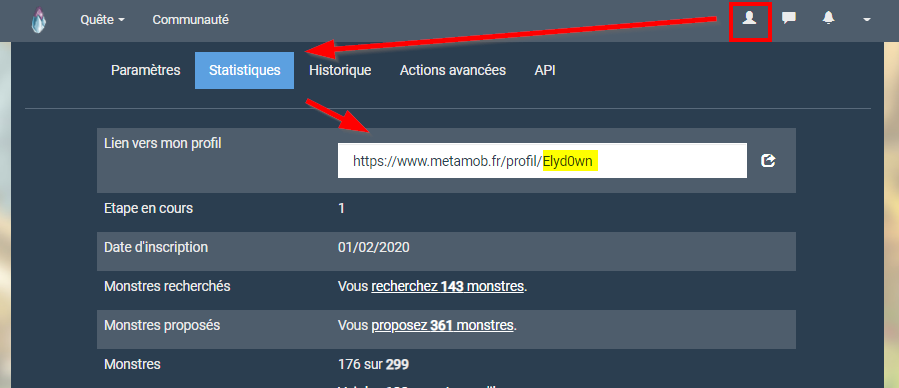 Quête Communauté
Paramètres Statistiques Historique Actions avancées API
Lien vers mon profil
https://www.metamob.fr/profil/Elyd0wn
Etape en cours 1
Date d'inscription 01/02/2020
Monstres recherchés Vous recherchez 143 monstres.
Monstres proposés Vous proposez 361 monstres.
Monstres 176 sur 299